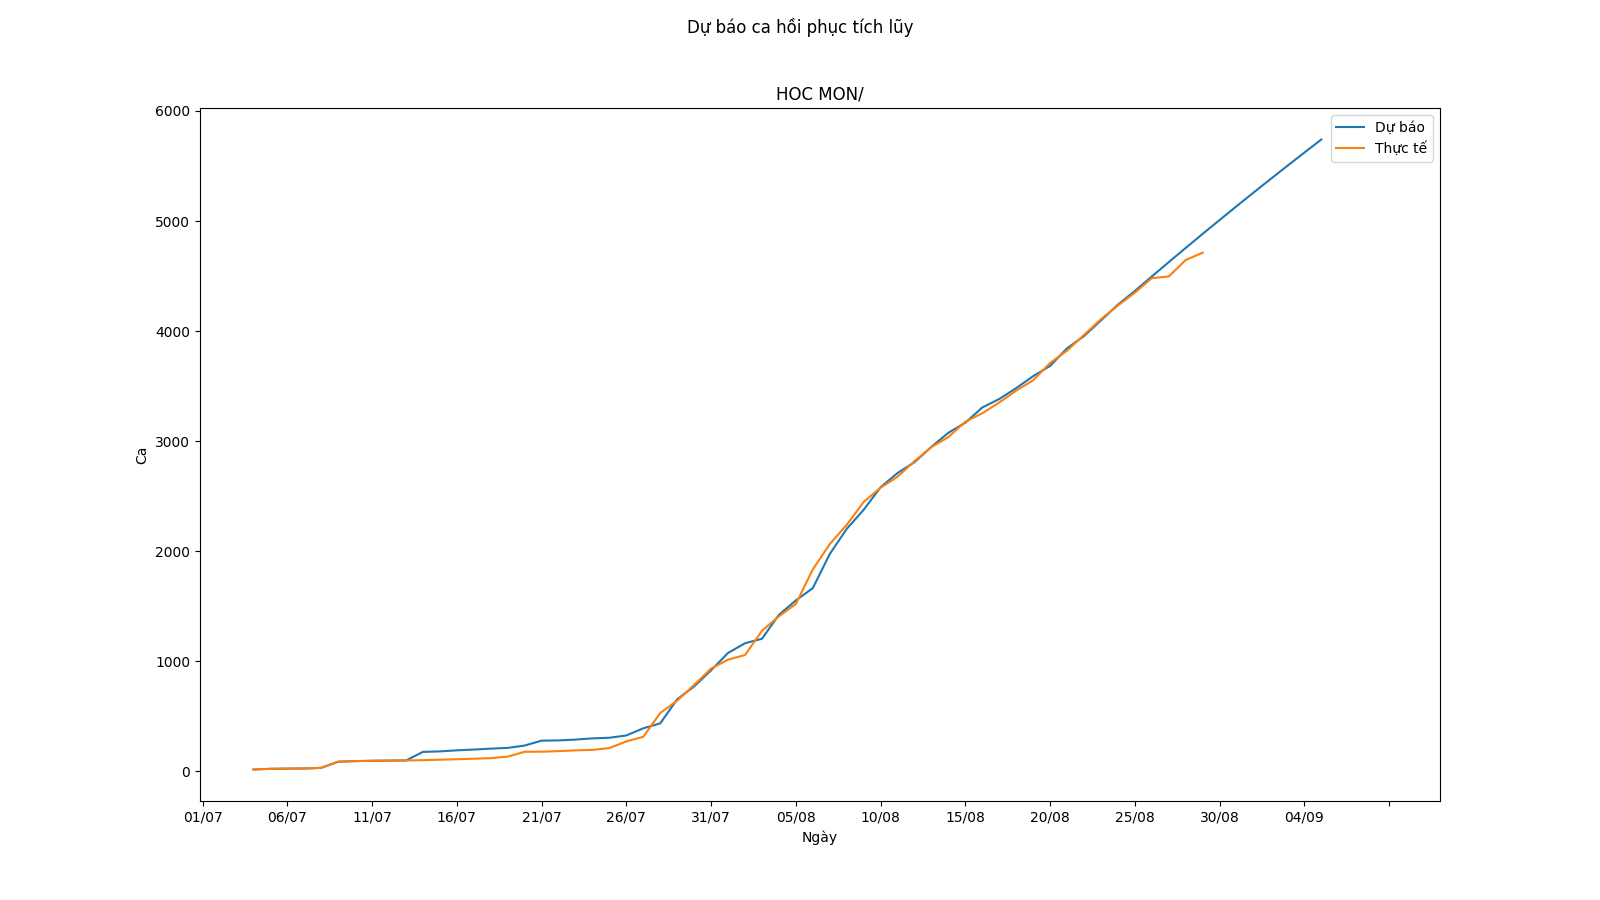 Dự báo ca hồi phục tích lũy
HOC MON/
6000
5000
4000
3000
2000
1000
0
Ca
Dự báo
Thực tế
01/07 06/07 11/07 16/07 21/07 26/07 31/07 05/08 10/08 15/08 20/08 25/08 30/08 04/09
Ngày